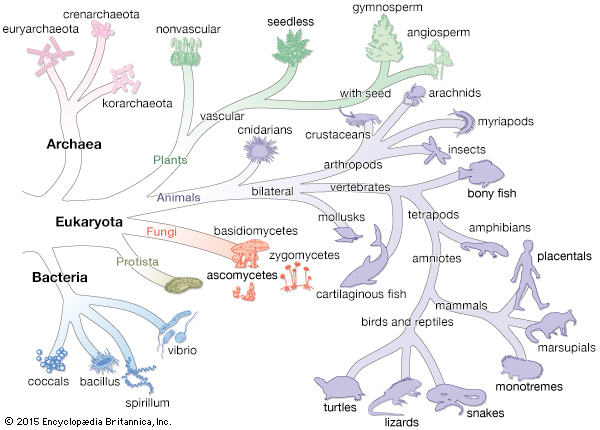 crenarchaeota
euryarchaeota
korarchaeota
Archaea
nonvascular
seedless
gymnosperm
angiosperm
with seed
vascular
Plants
cnidarians
crustaceans
arachnids
myriapods
insects
arthropods
Animals
bilateral
vertebrates
bony fish
mollusks
tetrapods
cartilaginous fish
amphibians
amniotes
placentals
mammals
marsupials
monotremes
birds and reptiles
turtles
lizards
snakes
Eukaryota
Fungi
basidiomycetes
zygomycetes
ascomycetes
Protista
Bacteria
coccals
bacillus
spirillum
vibrio
© 2015 Encyclopædia Britannica, Inc.